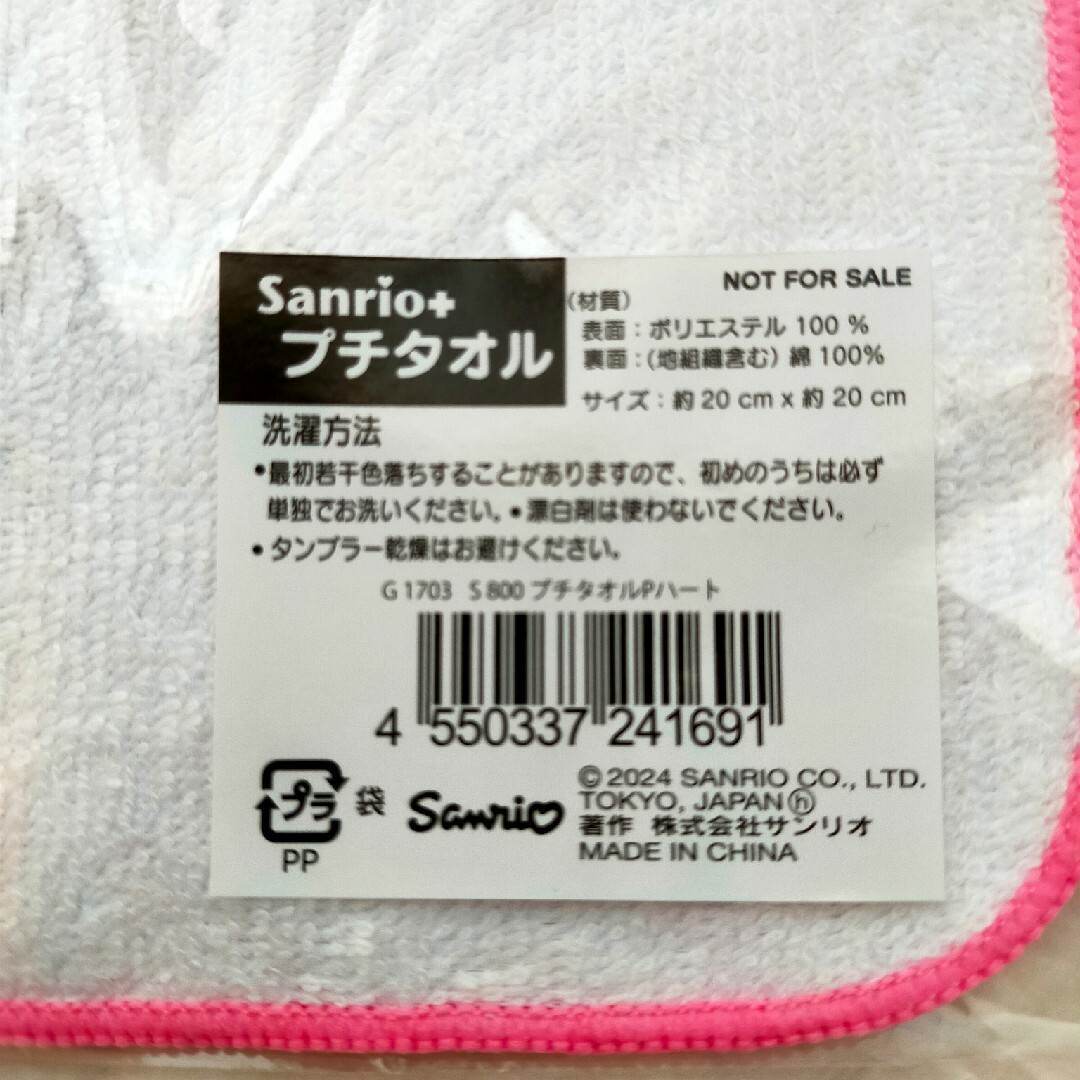 Sanrio+
プチタオル
NOT FOR SALE
(材質)
表面：ポリエステル 100 %
裏面：(地組織含む) 綿 100%
サイズ：約 20 cm x 約 20 cm
洗濯方法
•最初若干色落ちすることがありますので、初めのうちは必ず
単独でお洗いください。•漂白剤は使わないでください。
•タンブラー乾燥はお避けください。
G 1703 S 800 プチタオルPハート
4 550337 241691
プラ
袋
PP
Sanrio
© 2024 SANRIO CO., LTD.
TOKYO, JAPAN ⓗ
著作 株式会社サンリオ
MADE IN CHINA